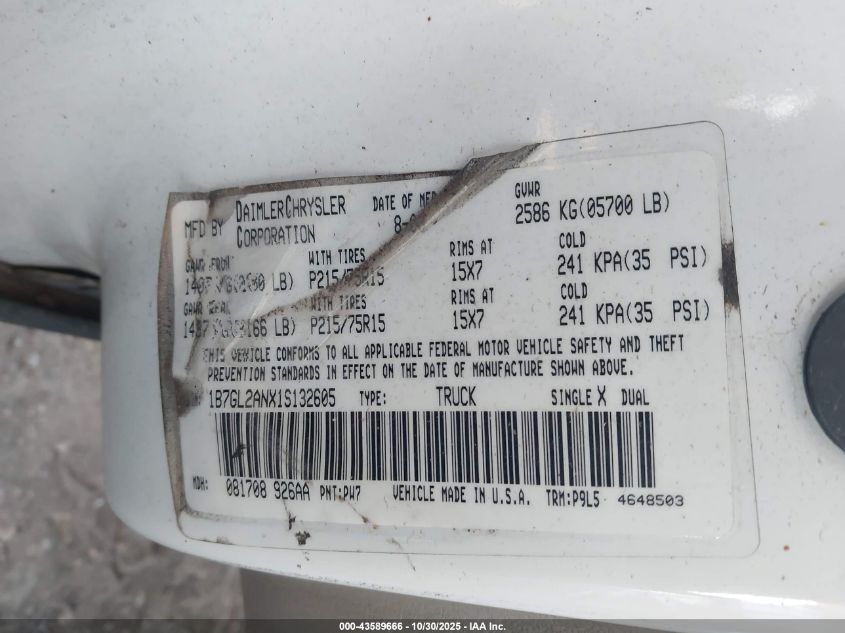 MFD BY DAIMLERCHRYSLER CORPORATION DATE OF MFR GVWR 2586 KG(05700 LB)
WITH TIRES RIMS AT COLD
LB) P215/75R15 15X7 241 KPA(35 PSI)
WITH TIRES RIMS AT COLD
LB) P215/75R15 15X7 241 KPA(35 PSI)
THIS VEHICLE CONFORMS TO ALL APPLICABLE FEDERAL MOTOR VEHICLE SAFETY AND THEFT
PREVENTION STANDARDS IN EFFECT ON THE DATE OF MANUFACTURE SHOWN ABOVE.
1B7GL2ANX1S132605 TYPE: TRUCK SINGLE X DUAL
MDH: 081708 926AA PNT:PW7 VEHICLE MADE IN U.S.A. TRM:P9L5 4648503
000-43589666 - 10/30/2025 - IAA Inc.